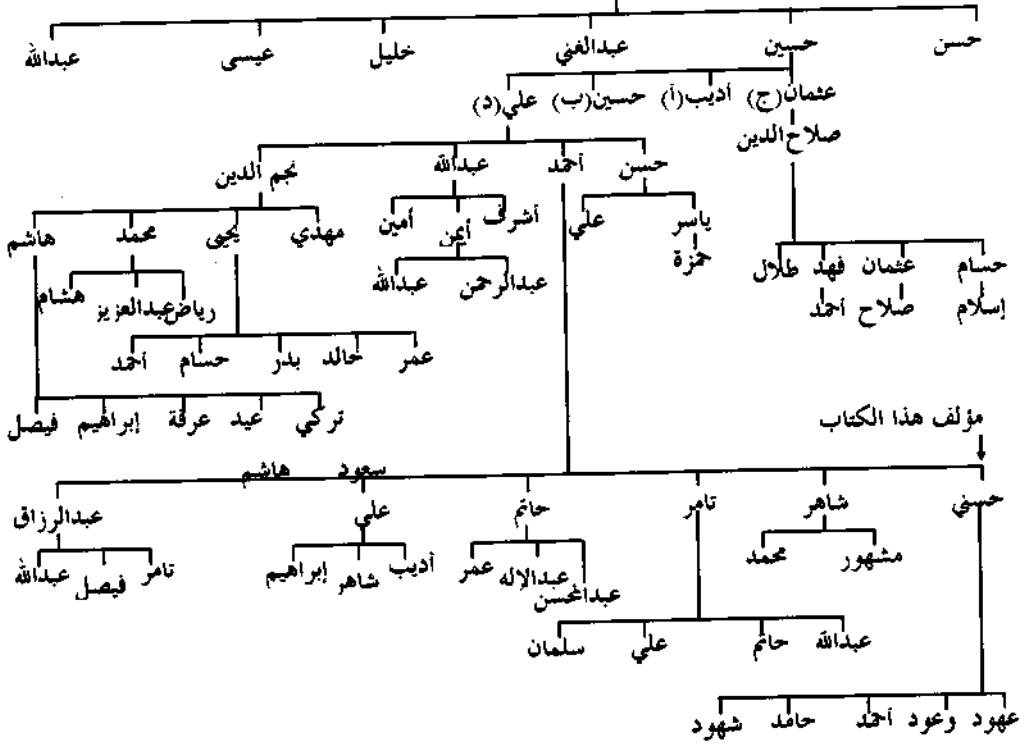 حسن حسين عبدالغني خليل عيسى عبدالله
عثمان(ج) أديب(أ) حسين(ب) علي(د)
صلاح الدين
حسن أحمد عبدالله نجم الدين
ياسر علي أشرف أيمن أمين مهدي يحيى محمد هاشم
حمزة
حسام عثمان فهد طلال عبدالرحمن عبدالله رياض عبدالعزيز هشام
إسلام صلاح أحمد
عمر خالد بدر حسام أحمد
تركي عيد عرفة إبراهيم فيصل
مؤلف هذا الكتاب
سعود هاشم
حسني شاهر تامر حاتم علي عبدالرزاق
مشهور محمد عبدالمحسن عبدالإله عمر أديب شاهر إبراهيم تامر فيصل عبدالله
عبدالله حاتم علي سلمان
عهود وعود أحمد حامد شهود